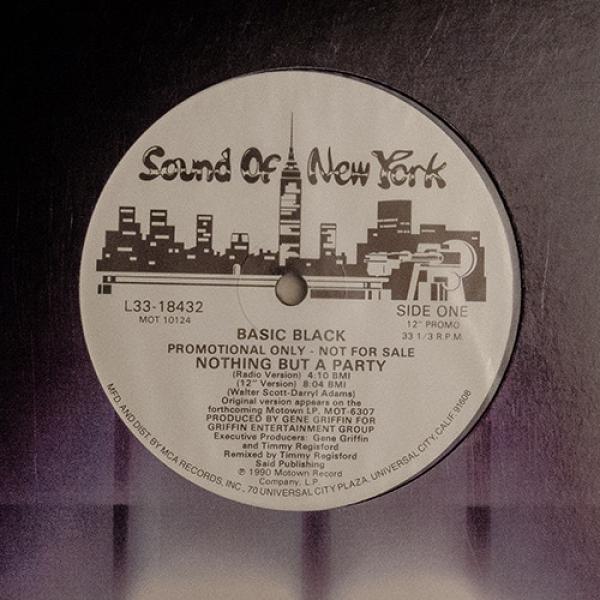 Sound Of New York
L33-18432
MOT 10124
SIDE ONE
12" PROMO
33 1/3 R.P.M.
BASIC BLACK
PROMOTIONAL ONLY - NOT FOR SALE
NOTHING BUT A PARTY
(Radio Version) 4:10 BMI
(12" Version) 8:04 BMI
(Walter Scott-Darryl Adams)
Original version appears on the
forthcoming Motown LP. MOT-6307
PRODUCED BY GENE GRIFFIN FOR
GRIFFIN ENTERTAINMENT GROUP
Executive Producers: Gene Griffin
and Timmy Regisford
Remixed by Timmy Regisford
Said Publishing
℗ 1990 Motown Record
Company, L.P.
MFD. AND DIST. BY MCA RECORDS, INC., 70 UNIVERSAL CITY PLAZA, UNIVERSAL CITY, CALIF. 91608